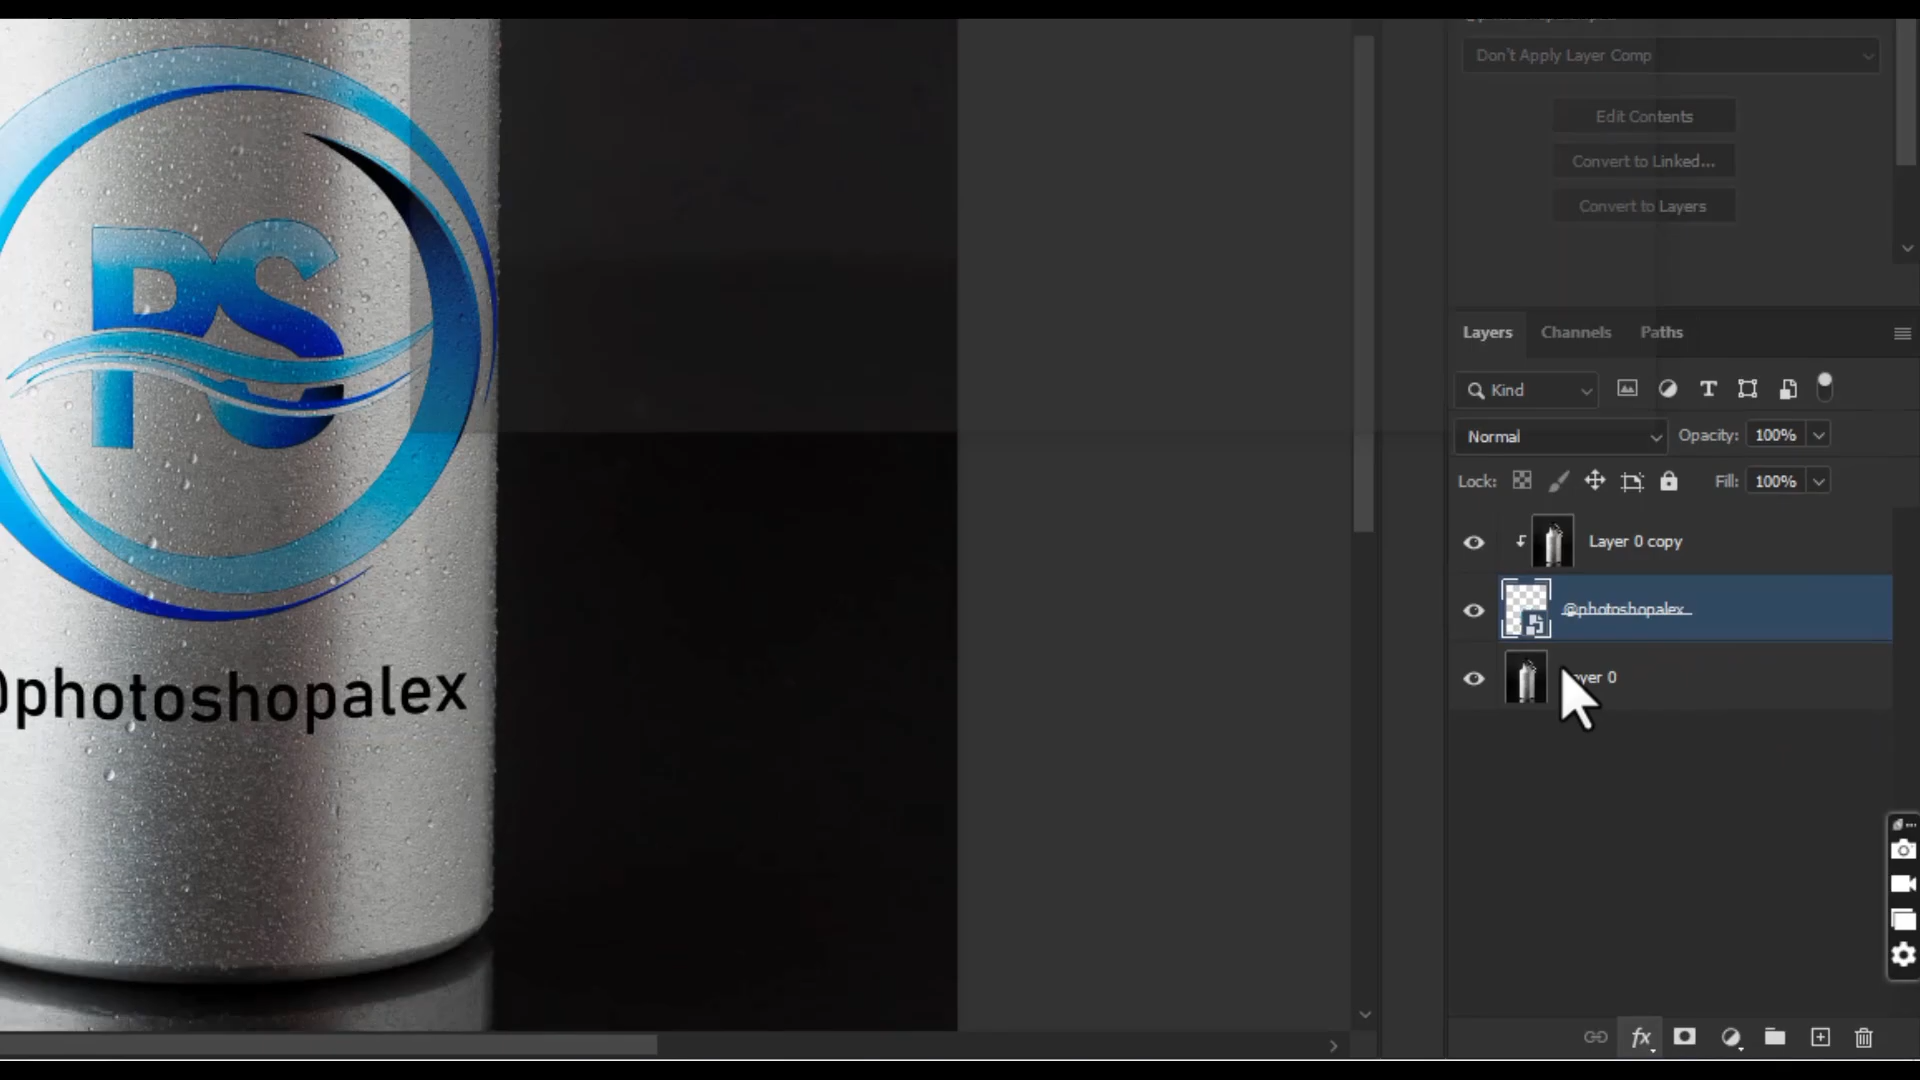 Don't Apply Layer Comp
Edit Contents
Convert to Linked...
Convert to Layers
Layers Channels Paths
Kind
Normal Opacity: 100%
Lock: Fill: 100%
Layer 0 copy
@photoshopalex
0
fx
PS
photoshopalex